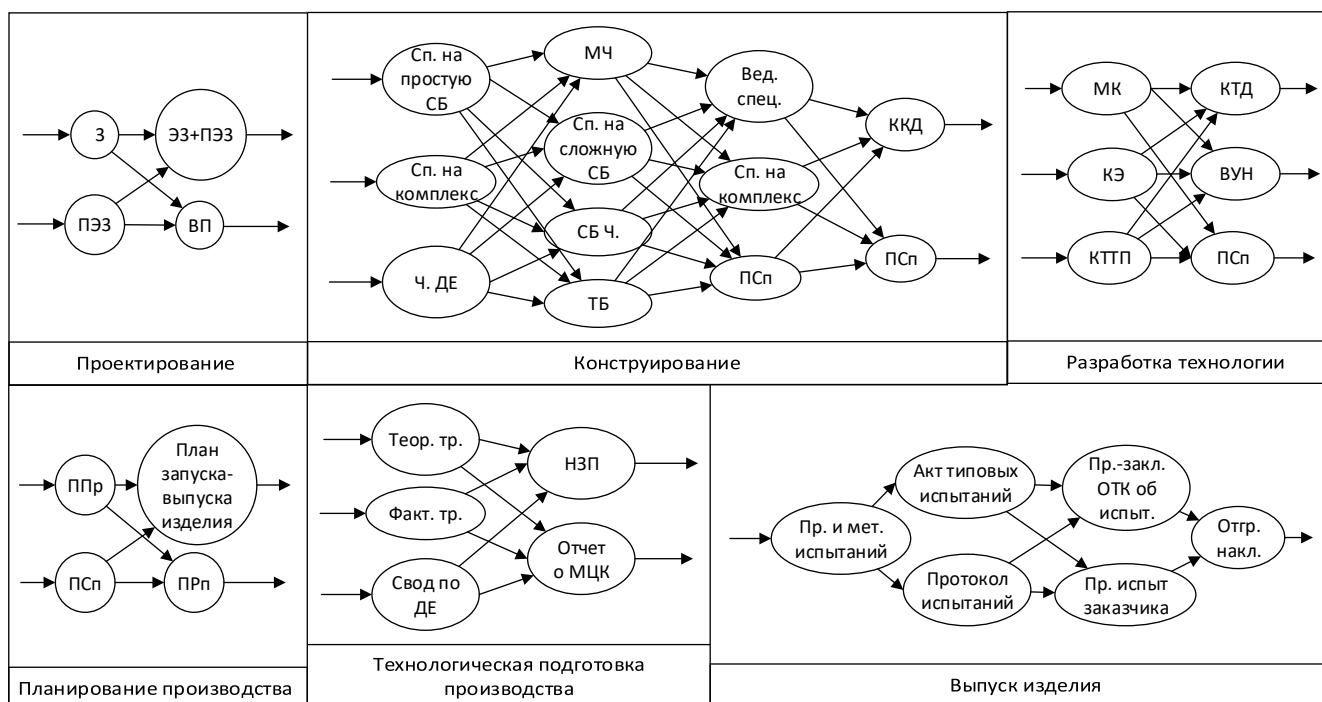 З
ЭЗ+ПЭЗ
ПЭЗ
ВП
Проектирование
Сп. на
простую
СБ
Сп. на
комплекс
Ч. ДЕ
МЧ
Сп. на
сложную
СБ
СБ Ч.
ТБ
Вед.
спец.
Сп. на
комплекс
ПСп
ККД
ПСп
Конструирование
МК
КЭ
КТТП
КТД
ВУН
ПСп
Разработка технологии
ППр
ПСп
План
запуска-
выпуска
изделия
ПРп
Планирование производства
Теор. тр.
Факт. тр.
Свод по
ДЕ
НЗП
Отчет
о МЦК
Технологическая подготовка
производства
Пр. и мет.
испытаний
Акт типовых
испытаний
Протокол
испытаний
Пр.-закл.
ОТК об
испыт.
Пр. испыт
заказчика
Отгр.
накл.
Выпуск изделия